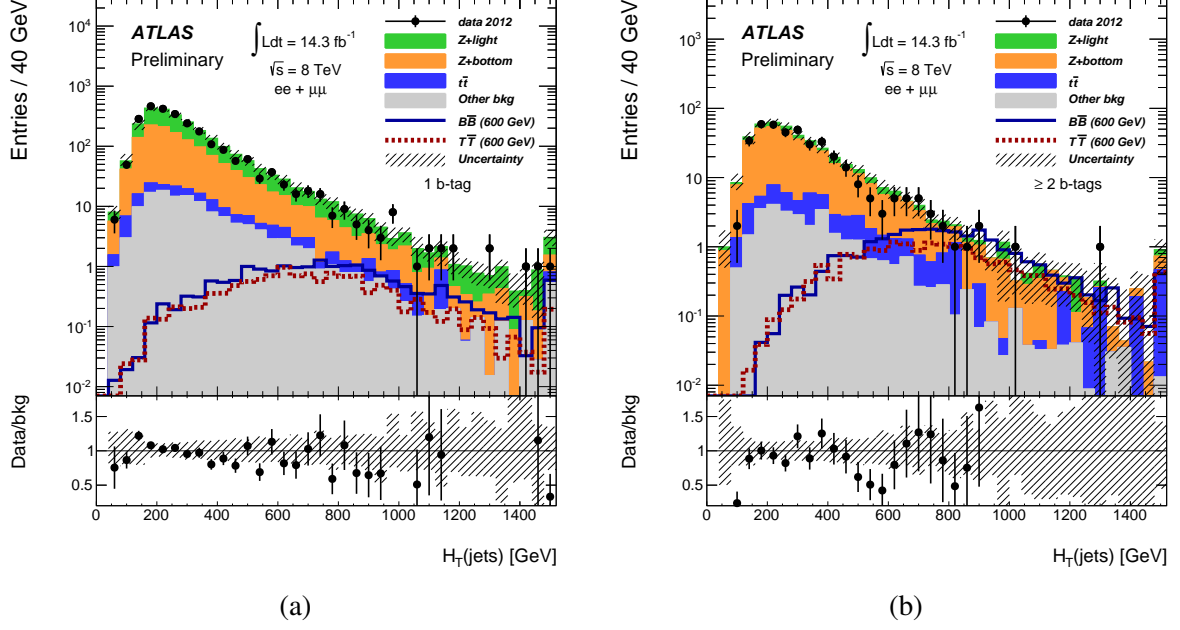 Entries / 40 GeV
10⁴
10³
10²
10
1
10⁻¹
10⁻²
ATLAS
Preliminary
∫ Ldt = 14.3 fb⁻¹
√s = 8 TeV
ee + μμ
data 2012
Z+light
Z+bottom
tt̄
Other bkg
BB̄ (600 GeV)
TT̄ (600 GeV)
Uncertainty
1 b-tag
Data/bkg
1.5
1
0.5
0 200 400 600 800 1000 1200 1400
H_T(jets) [GeV]
(a)
Entries / 40 GeV
10³
10²
10
1
10⁻¹
10⁻²
ATLAS
Preliminary
∫ Ldt = 14.3 fb⁻¹
√s = 8 TeV
ee + μμ
data 2012
Z+light
Z+bottom
tt̄
Other bkg
BB̄ (600 GeV)
TT̄ (600 GeV)
Uncertainty
≥ 2 b-tags
Data/bkg
1.5
1
0.5
0 200 400 600 800 1000 1200 1400
H_T(jets) [GeV]
(b)